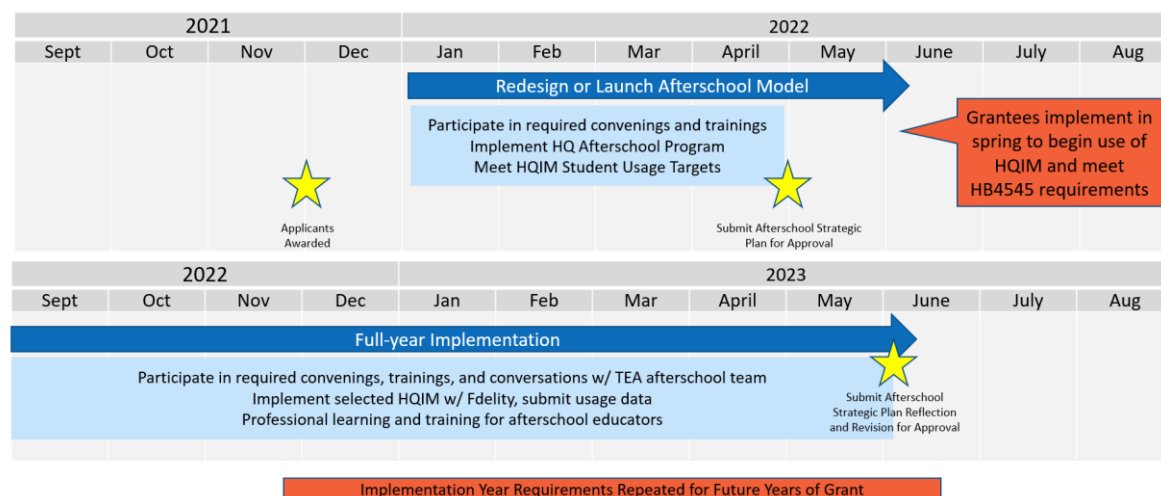 2021 2022
Sept Oct Nov Dec Jan Feb Mar April May June July Aug
Redesign or Launch Afterschool Model
Participate in required convenings and trainings
Implement HQ Afterschool Program
Meet HQIM Student Usage Targets
Grantees implement in
spring to begin use of
HQIM and meet
HB4545 requirements
Applicants
Awarded
Submit Afterschool Strategic
Plan for Approval
2022 2023
Sept Oct Nov Dec Jan Feb Mar April May June July Aug
Full-year Implementation
Participate in required convenings, trainings, and conversations w/ TEA afterschool team
Implement selected HQIM w/ Fdelity, submit usage data
Professional learning and training for afterschool educators
Submit Afterschool
Strategic Plan Reflection
and Revision for Approval
Implementation Year Requirements Repeated for Future Years of Grant